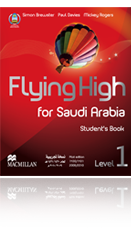 Simon Brewster Paul Davies Mickey Rogers
Flying High
for Saudi Arabia
Student's Book
MACMILLAN
Level 1